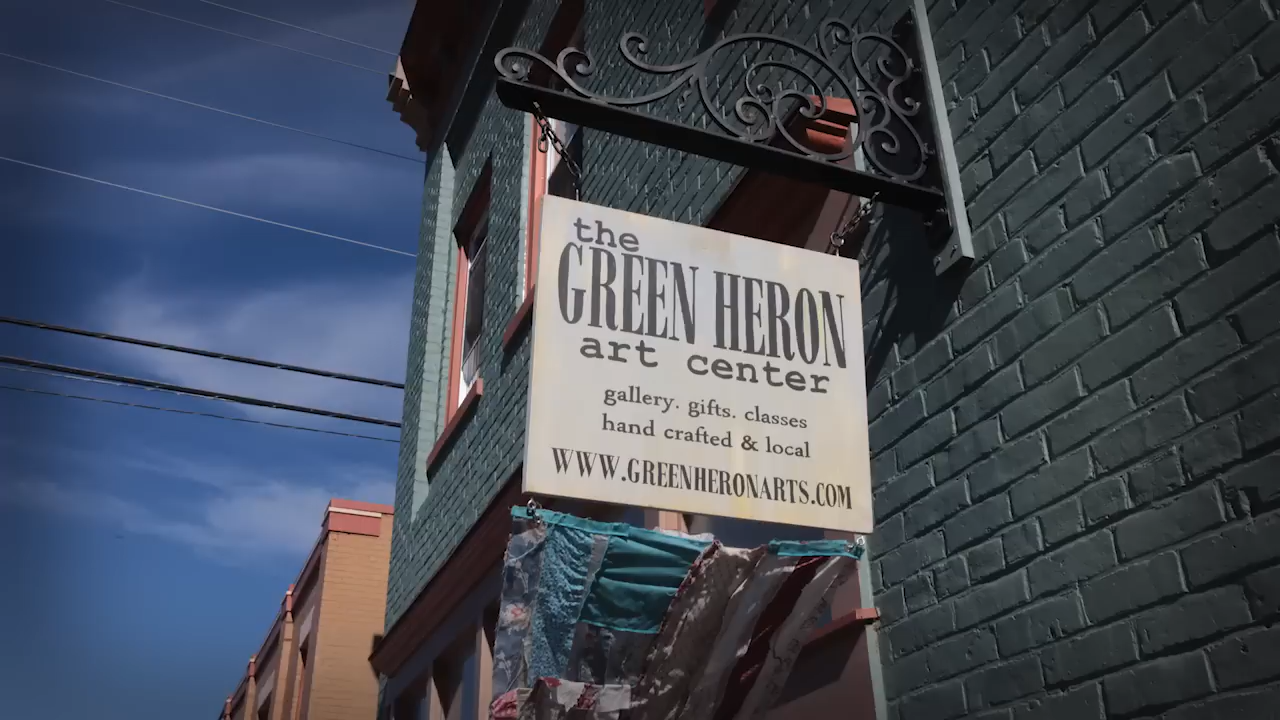 the
GREEN HERON
art center
gallery. gifts. classes
hand crafted & local
WWW.GREENHERONARTS.COM